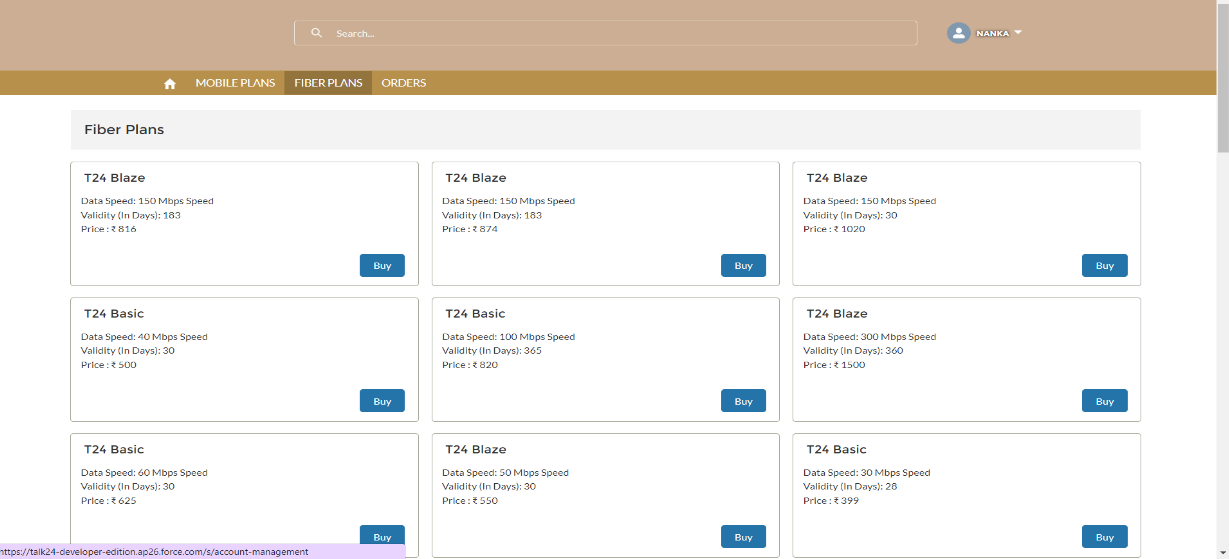 Search...
NANKA
MOBILE PLANS FIBER PLANS ORDERS
Fiber Plans
T24 Blaze
Data Speed: 150 Mbps Speed
Validity (In Days): 183
Price : ₹ 816
Buy
T24 Blaze
Data Speed: 150 Mbps Speed
Validity (In Days): 183
Price : ₹ 874
Buy
T24 Blaze
Data Speed: 150 Mbps Speed
Validity (In Days): 30
Price : ₹ 1020
Buy
T24 Basic
Data Speed: 40 Mbps Speed
Validity (In Days): 30
Price : ₹ 500
Buy
T24 Basic
Data Speed: 100 Mbps Speed
Validity (In Days): 365
Price : ₹ 820
Buy
T24 Blaze
Data Speed: 300 Mbps Speed
Validity (In Days): 360
Price : ₹ 1500
Buy
T24 Basic
Data Speed: 60 Mbps Speed
Validity (In Days): 30
Price : ₹ 625
Buy
T24 Blaze
Data Speed: 50 Mbps Speed
Validity (In Days): 30
Price : ₹ 550
Buy
T24 Basic
Data Speed: 30 Mbps Speed
Validity (In Days): 28
Price : ₹ 399
Buy
https://talk24-developer-edition.ap26.force.com/s/account-management